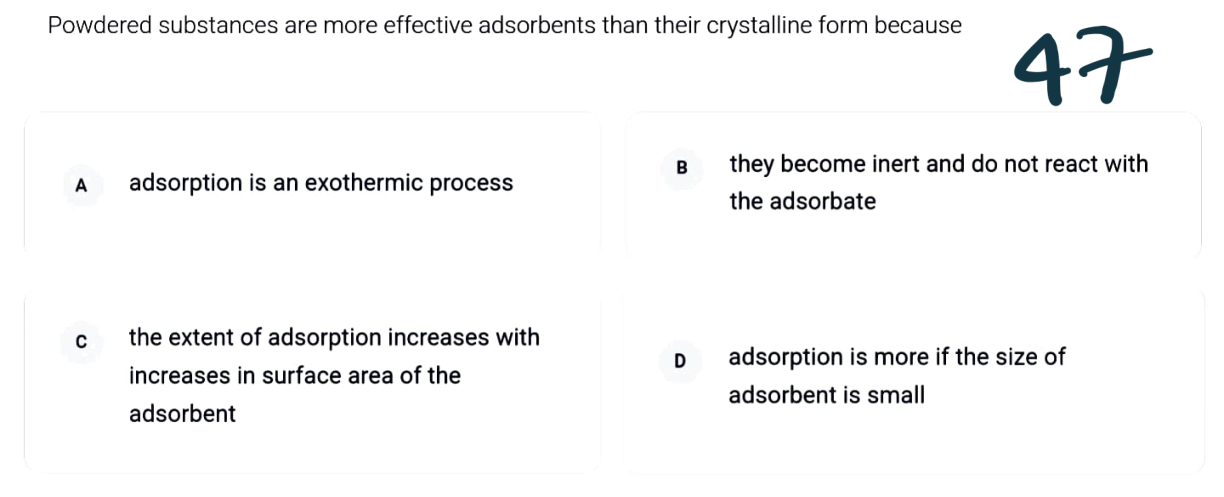 Powdered substances are more effective adsorbents than their crystalline form because
47
A adsorption is an exothermic process
B they become inert and do not react with
the adsorbate
C the extent of adsorption increases with
increases in surface area of the
adsorbent
D adsorption is more if the size of
adsorbent is small